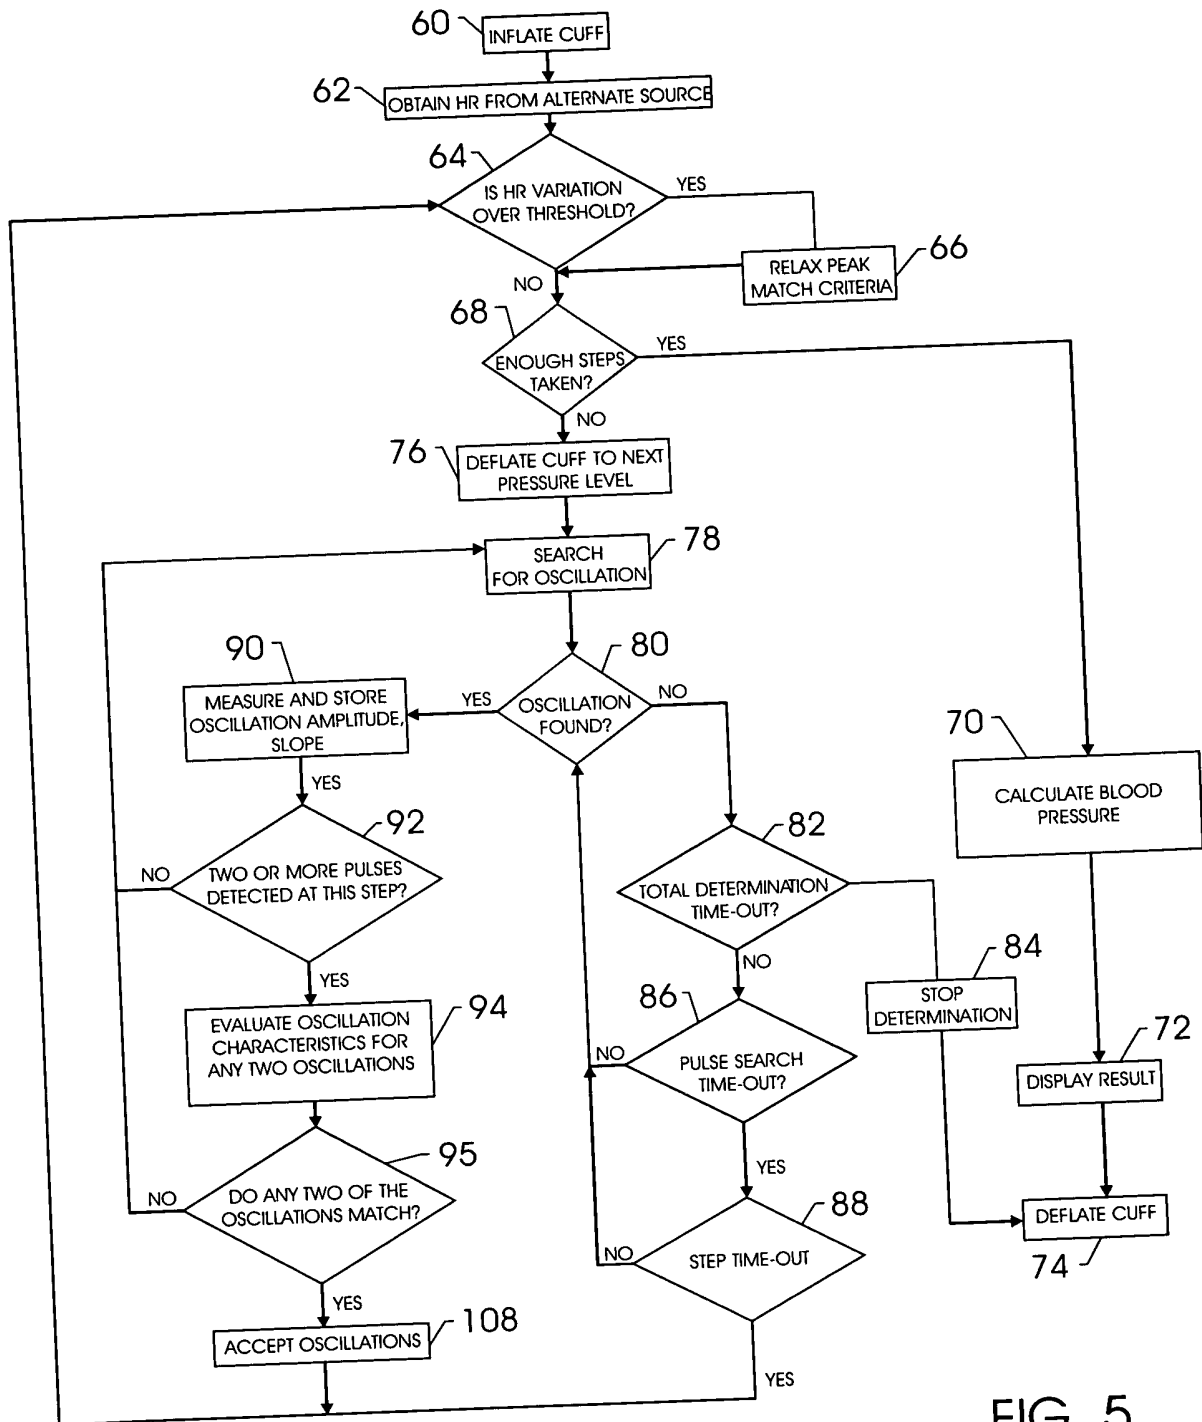 60
INFLATE CUFF
62
OBTAIN HR FROM ALTERNATE SOURCE
64
IS HR VARIATION
OVER THRESHOLD?
YES
66
RELAX PEAK
MATCH CRITERIA
NO
68
ENOUGH STEPS
TAKEN?
YES
NO
76
DEFLATE CUFF TO NEXT
PRESSURE LEVEL
78
SEARCH
FOR OSCILLATION
80
OSCILLATION
FOUND?
YES
NO
90
MEASURE AND STORE
OSCILLATION AMPLITUDE,
SLOPE
YES
70
CALCULATE BLOOD
PRESSURE
92
TWO OR MORE PULSES
DETECTED AT THIS STEP?
NO
YES
82
TOTAL DETERMINATION
TIME-OUT?
NO
84
STOP
DETERMINATION
86
PULSE SEARCH
TIME-OUT?
NO
YES
94
EVALUATE OSCILLATION
CHARACTERISTICS FOR
ANY TWO OSCILLATIONS
72
DISPLAY RESULT
95
DO ANY TWO OF THE
OSCILLATIONS MATCH?
NO
YES
88
STEP TIME-OUT
NO
YES
DEFLATE CUFF
74
108
ACCEPT OSCILLATIONS
FIG. 5